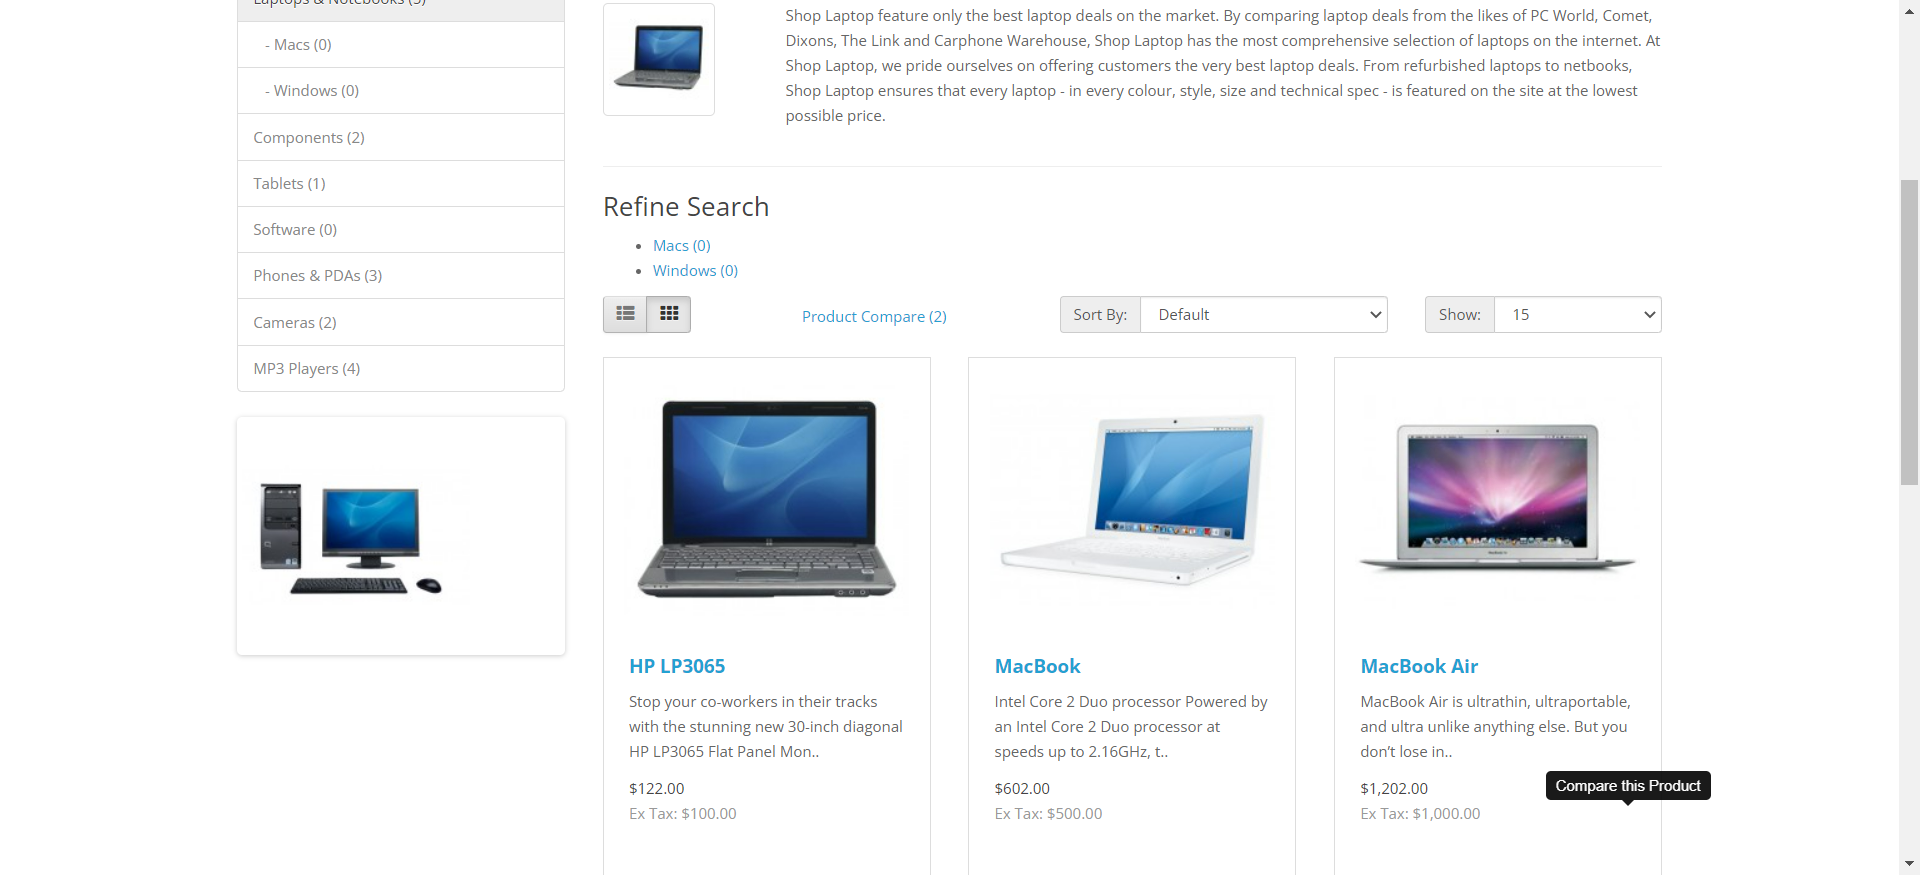 Laptops & Notebooks (5)
- Macs (0)
- Windows (0)
Components (2)
Tablets (1)
Software (0)
Phones & PDAs (3)
Cameras (2)
MP3 Players (4)
Shop Laptop feature only the best laptop deals on the market. By comparing laptop deals from the likes of PC World, Comet,
Dixons, The Link and Carphone Warehouse, Shop Laptop has the most comprehensive selection of laptops on the internet. At
Shop Laptop, we pride ourselves on offering customers the very best laptop deals. From refurbished laptops to netbooks,
Shop Laptop ensures that every laptop - in every colour, style, size and technical spec - is featured on the site at the lowest
possible price.
Refine Search
Macs (0)
Windows (0)
Product Compare (2)
Sort By: Default
Show: 15
HP LP3065
Stop your co-workers in their tracks
with the stunning new 30-inch diagonal
HP LP3065 Flat Panel Mon..
$122.00
Ex Tax: $100.00
MacBook
Intel Core 2 Duo processor Powered by
an Intel Core 2 Duo processor at
speeds up to 2.16GHz, t..
$602.00
Ex Tax: $500.00
MacBook Air
MacBook Air is ultrathin, ultraportable,
and ultra unlike anything else. But you
don’t lose in..
$1,202.00
Ex Tax: $1,000.00
Compare this Product